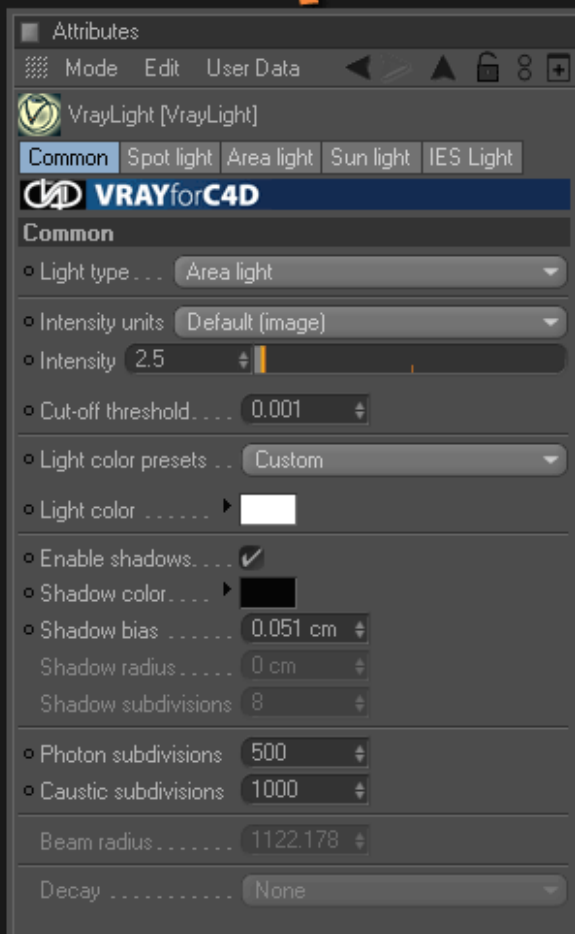 Attributes
Mode Edit User Data
VrayLight [VrayLight]
Common Spot light Area light Sun light IES Light
VRAYforC4D
Common
Light type . . . Area light
Intensity units Default (image)
Intensity 2.5
Cut-off threshold. . . . 0.001
Light color presets . . Custom
Light color . . . . . .
Enable shadows. . . .
Shadow color. . . .
Shadow bias . . . . . . 0.051 cm
Shadow radius. . . . . 0 cm
Shadow subdivisions 8
Photon subdivisions 500
Caustic subdivisions 1000
Beam radius. . . . . . . 1122.178
Decay . . . . . . . . . . . None